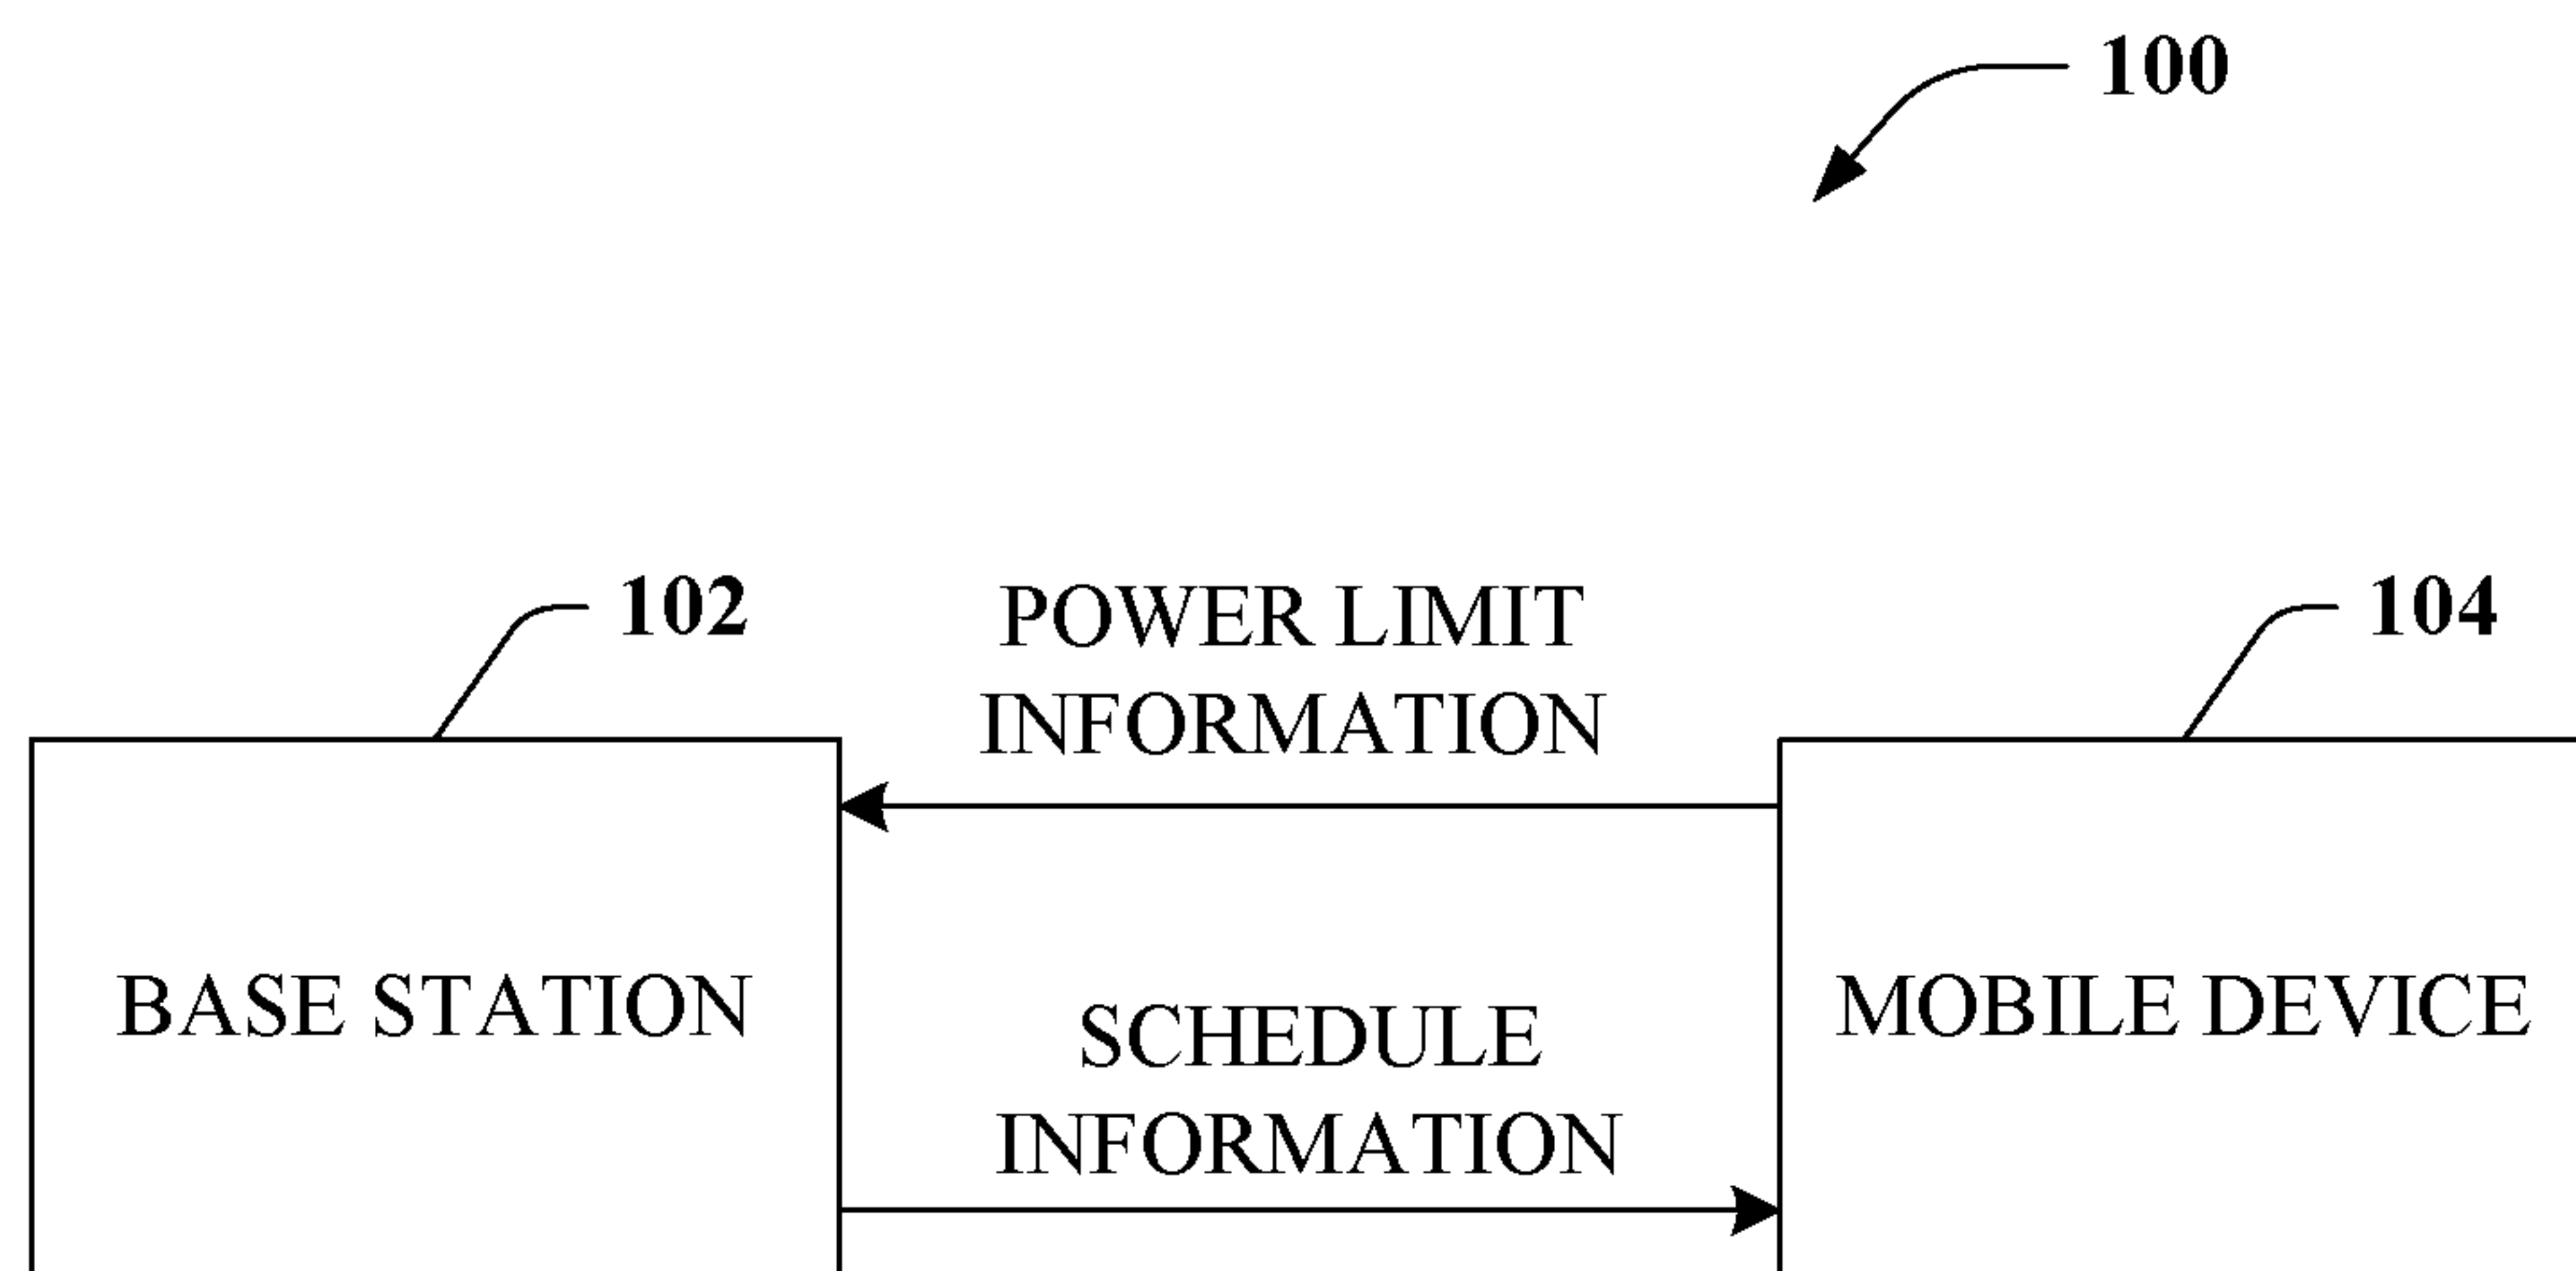 100
102
POWER LIMIT
INFORMATION
104
BASE STATION
SCHEDULE
INFORMATION
MOBILE DEVICE